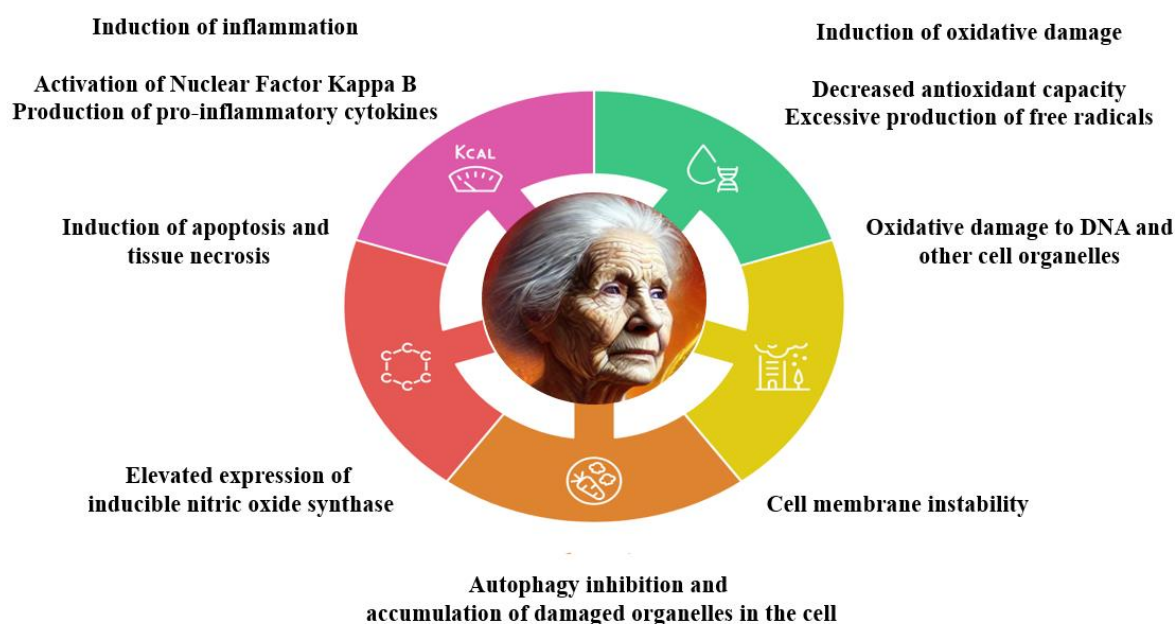 Induction of inflammation
Activation of Nuclear Factor Kappa B
Production of pro-inflammatory cytokines
Induction of oxidative damage
Decreased antioxidant capacity
Excessive production of free radicals
KCAL
Induction of apoptosis and
tissue necrosis
Oxidative damage to DNA and
other cell organelles
C C
C C
C C
Elevated expression of
inducible nitric oxide synthase
Cell membrane instability
Autophagy inhibition and
accumulation of damaged organelles in the cell